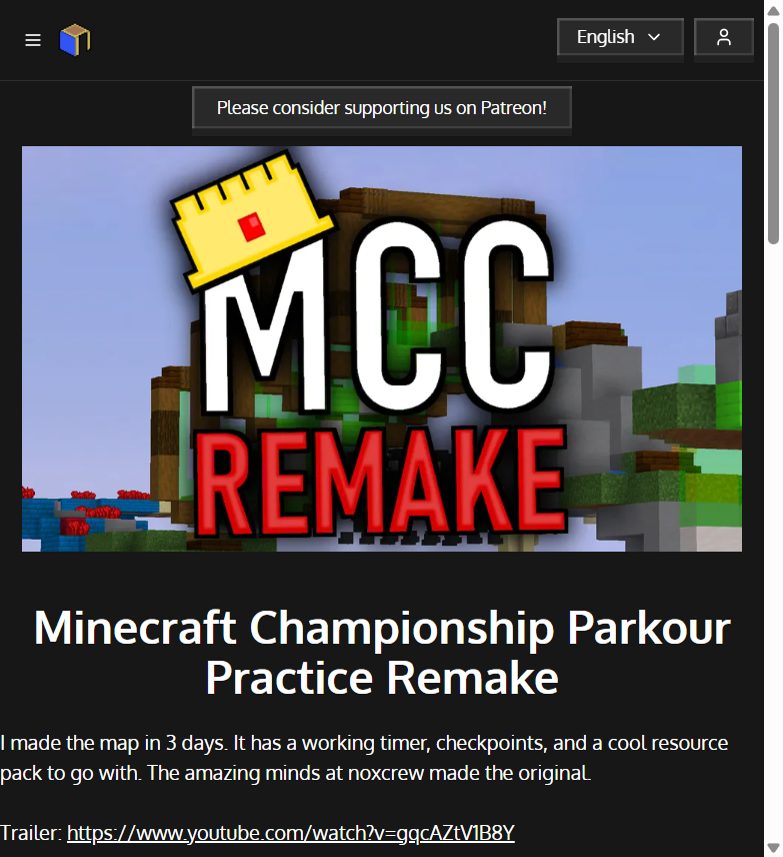 English
Please consider supporting us on Patreon!
MCC
REMAKE
Minecraft Championship Parkour
Practice Remake
I made the map in 3 days. It has a working timer, checkpoints, and a cool resource
pack to go with. The amazing minds at noxcrew made the original.
Trailer: https://www.youtube.com/watch?v=gqcAZtV1B8Y